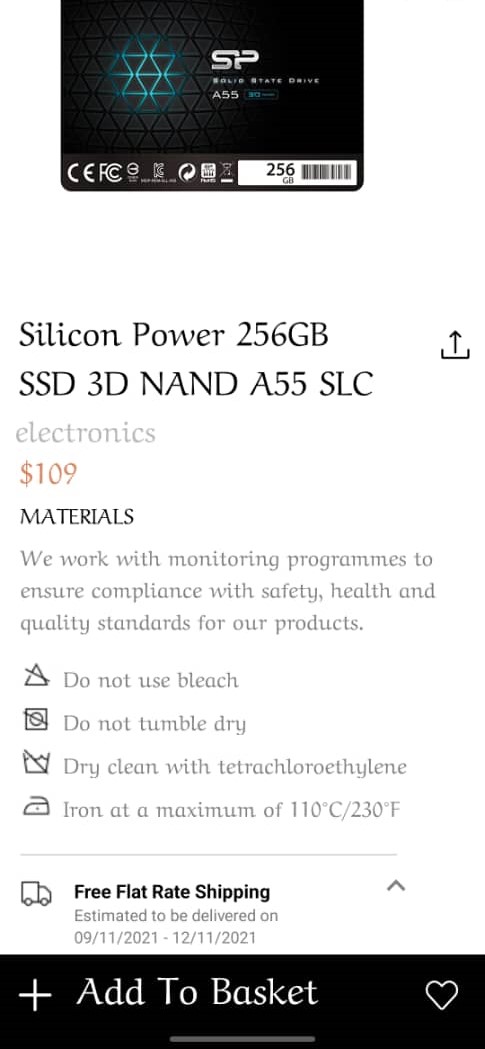 SP
SOLID STATE DRIVE
A55 3D
256
GB
Silicon Power 256GB
SSD 3D NAND A55 SLC
electronics
$109
MATERIALS
We work with monitoring programmes to
ensure compliance with safety, health and
quality standards for our products.
Do not use bleach
Do not tumble dry
Dry clean with tetrachloroethylene
Iron at a maximum of 110°C/230°F
Free Flat Rate Shipping
Estimated to be delivered on
09/11/2021 - 12/11/2021
+ Add To Basket